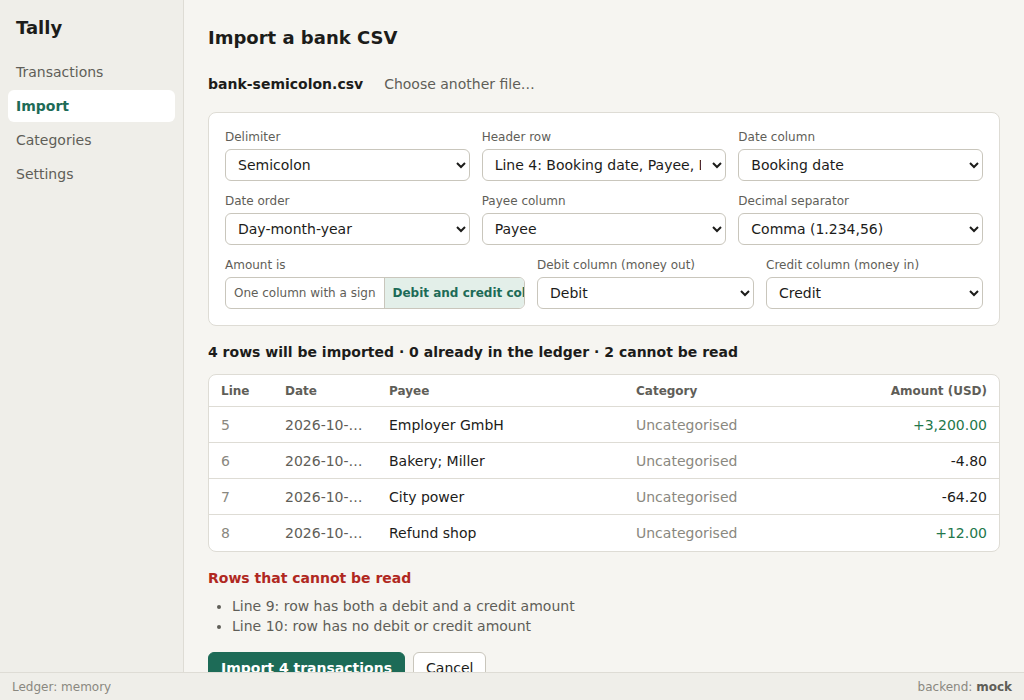 Tally
Transactions
Import
Categories
Settings
Import a bank CSV
bank-semicolon.csv Choose another file…
Delimiter Header row Date column
Semicolon Line 4: Booking date, Payee, Date column Booking date
Date order Payee column Decimal separator
Day-month-year Payee Comma (1.234,56)
Amount is Debit column (money out) Credit column (money in)
One column with a sign Debit and credit col Debit Credit
4 rows will be imported · 0 already in the ledger · 2 cannot be read
Line Date Payee Category Amount (USD)
5 2026-10-… Employer GmbH Uncategorised +3,200.00
6 2026-10-… Bakery; Miller Uncategorised -4.80
7 2026-10-… City power Uncategorised -64.20
8 2026-10-… Refund shop Uncategorised +12.00
Rows that cannot be read
• Line 9: row has both a debit and a credit amount
• Line 10: row has no debit or credit amount
Import 4 transactions Cancel
Ledger: memory backend: mock